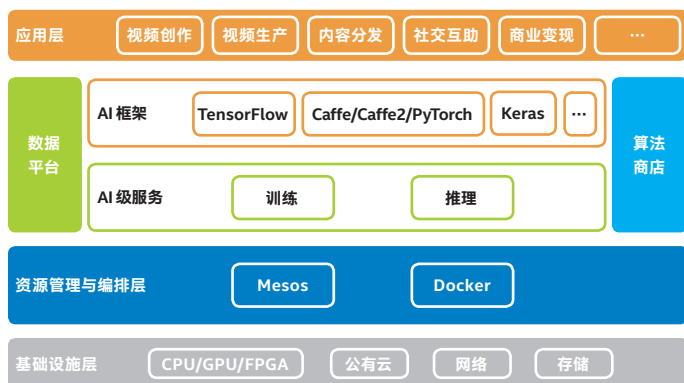 应用层 视频创作 视频生产 内容分发 社交互助 商业变现 …
数据
平台
AI 框架 TensorFlow Caffe/Caffe2/PyTorch Keras …
AI 级服务 训练 推理
算法
商店
资源管理与编排层 Mesos Docker
基础设施层 CPU/GPU/FPGA 公有云 网络 存储